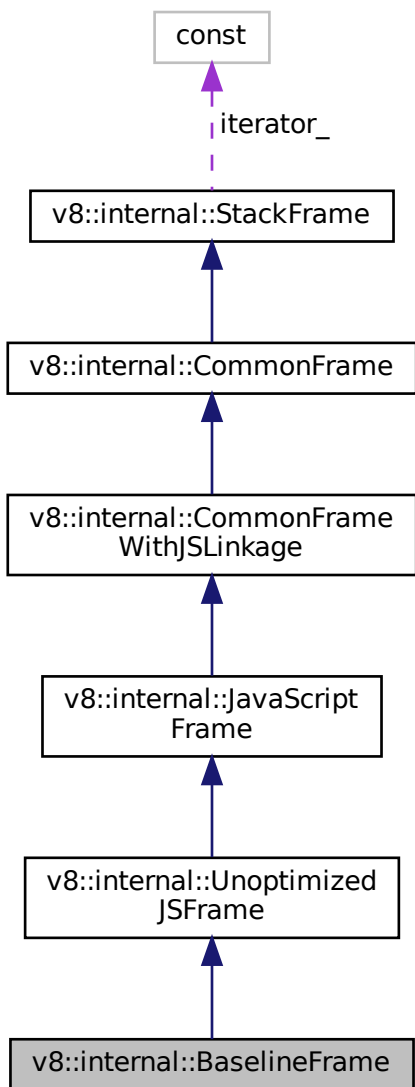 const
iterator_
v8::internal::StackFrame
v8::internal::CommonFrame
v8::internal::CommonFrame
WithJSLinkage
v8::internal::JavaScript
Frame
v8::internal::Unoptimized
JSFrame
v8::internal::BaselineFrame